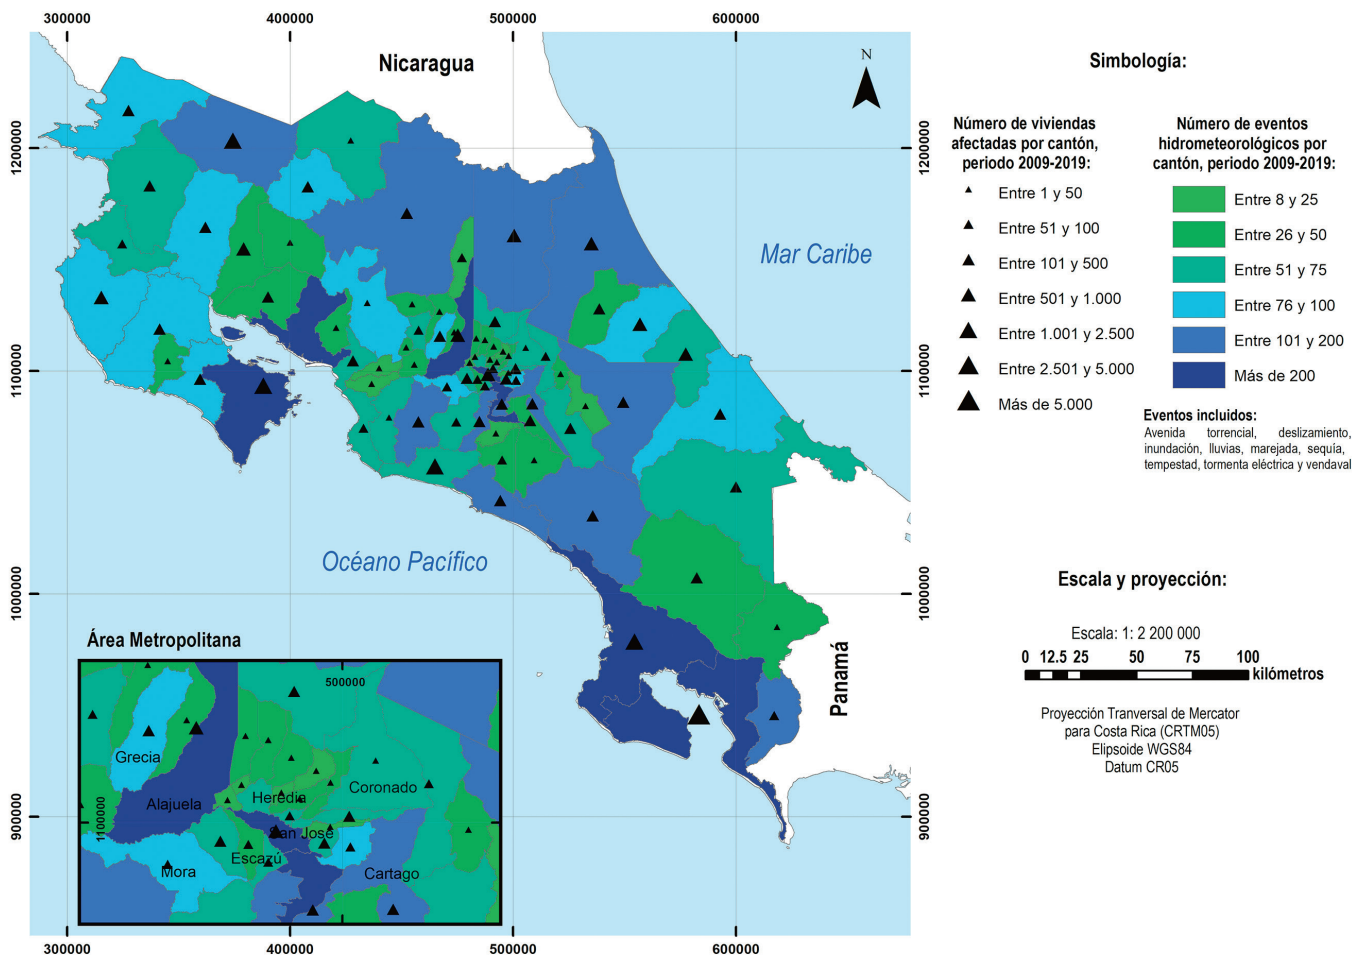 300000
400000
500000
600000
Nicaragua
N
Mar Caribe
Océano Pacífico
Panamá
1200000
1100000
1000000
900000
1200000
1100000
1000000
900000
Área Metropolitana
500000
1100000
Grecia
Alajuela
Heredia
Coronado
San José
Escazú
Mora
Cartago
300000
400000
500000
600000
Simbología:
Número de viviendas
afectadas por cantón,
periodo 2009-2019:
Entre 1 y 50
Entre 51 y 100
Entre 101 y 500
Entre 501 y 1.000
Entre 1.001 y 2.500
Entre 2.501 y 5.000
Más de 5.000
Número de eventos
hidrometeorológicos por
cantón, periodo 2009-2019:
Entre 8 y 25
Entre 26 y 50
Entre 51 y 75
Entre 76 y 100
Entre 101 y 200
Más de 200
Eventos incluidos:
Avenida torrencial, deslizamiento,
inundación, lluvias, marejada, sequía,
tempestad, tormenta eléctrica y vendaval
Escala y proyección:
Escala: 1: 2 200 000
0 12.5 25 50 75 100
kilómetros
Proyección Tranversal de Mercator
para Costa Rica (CRTM05)
Elipsoide WGS84
Datum CR05